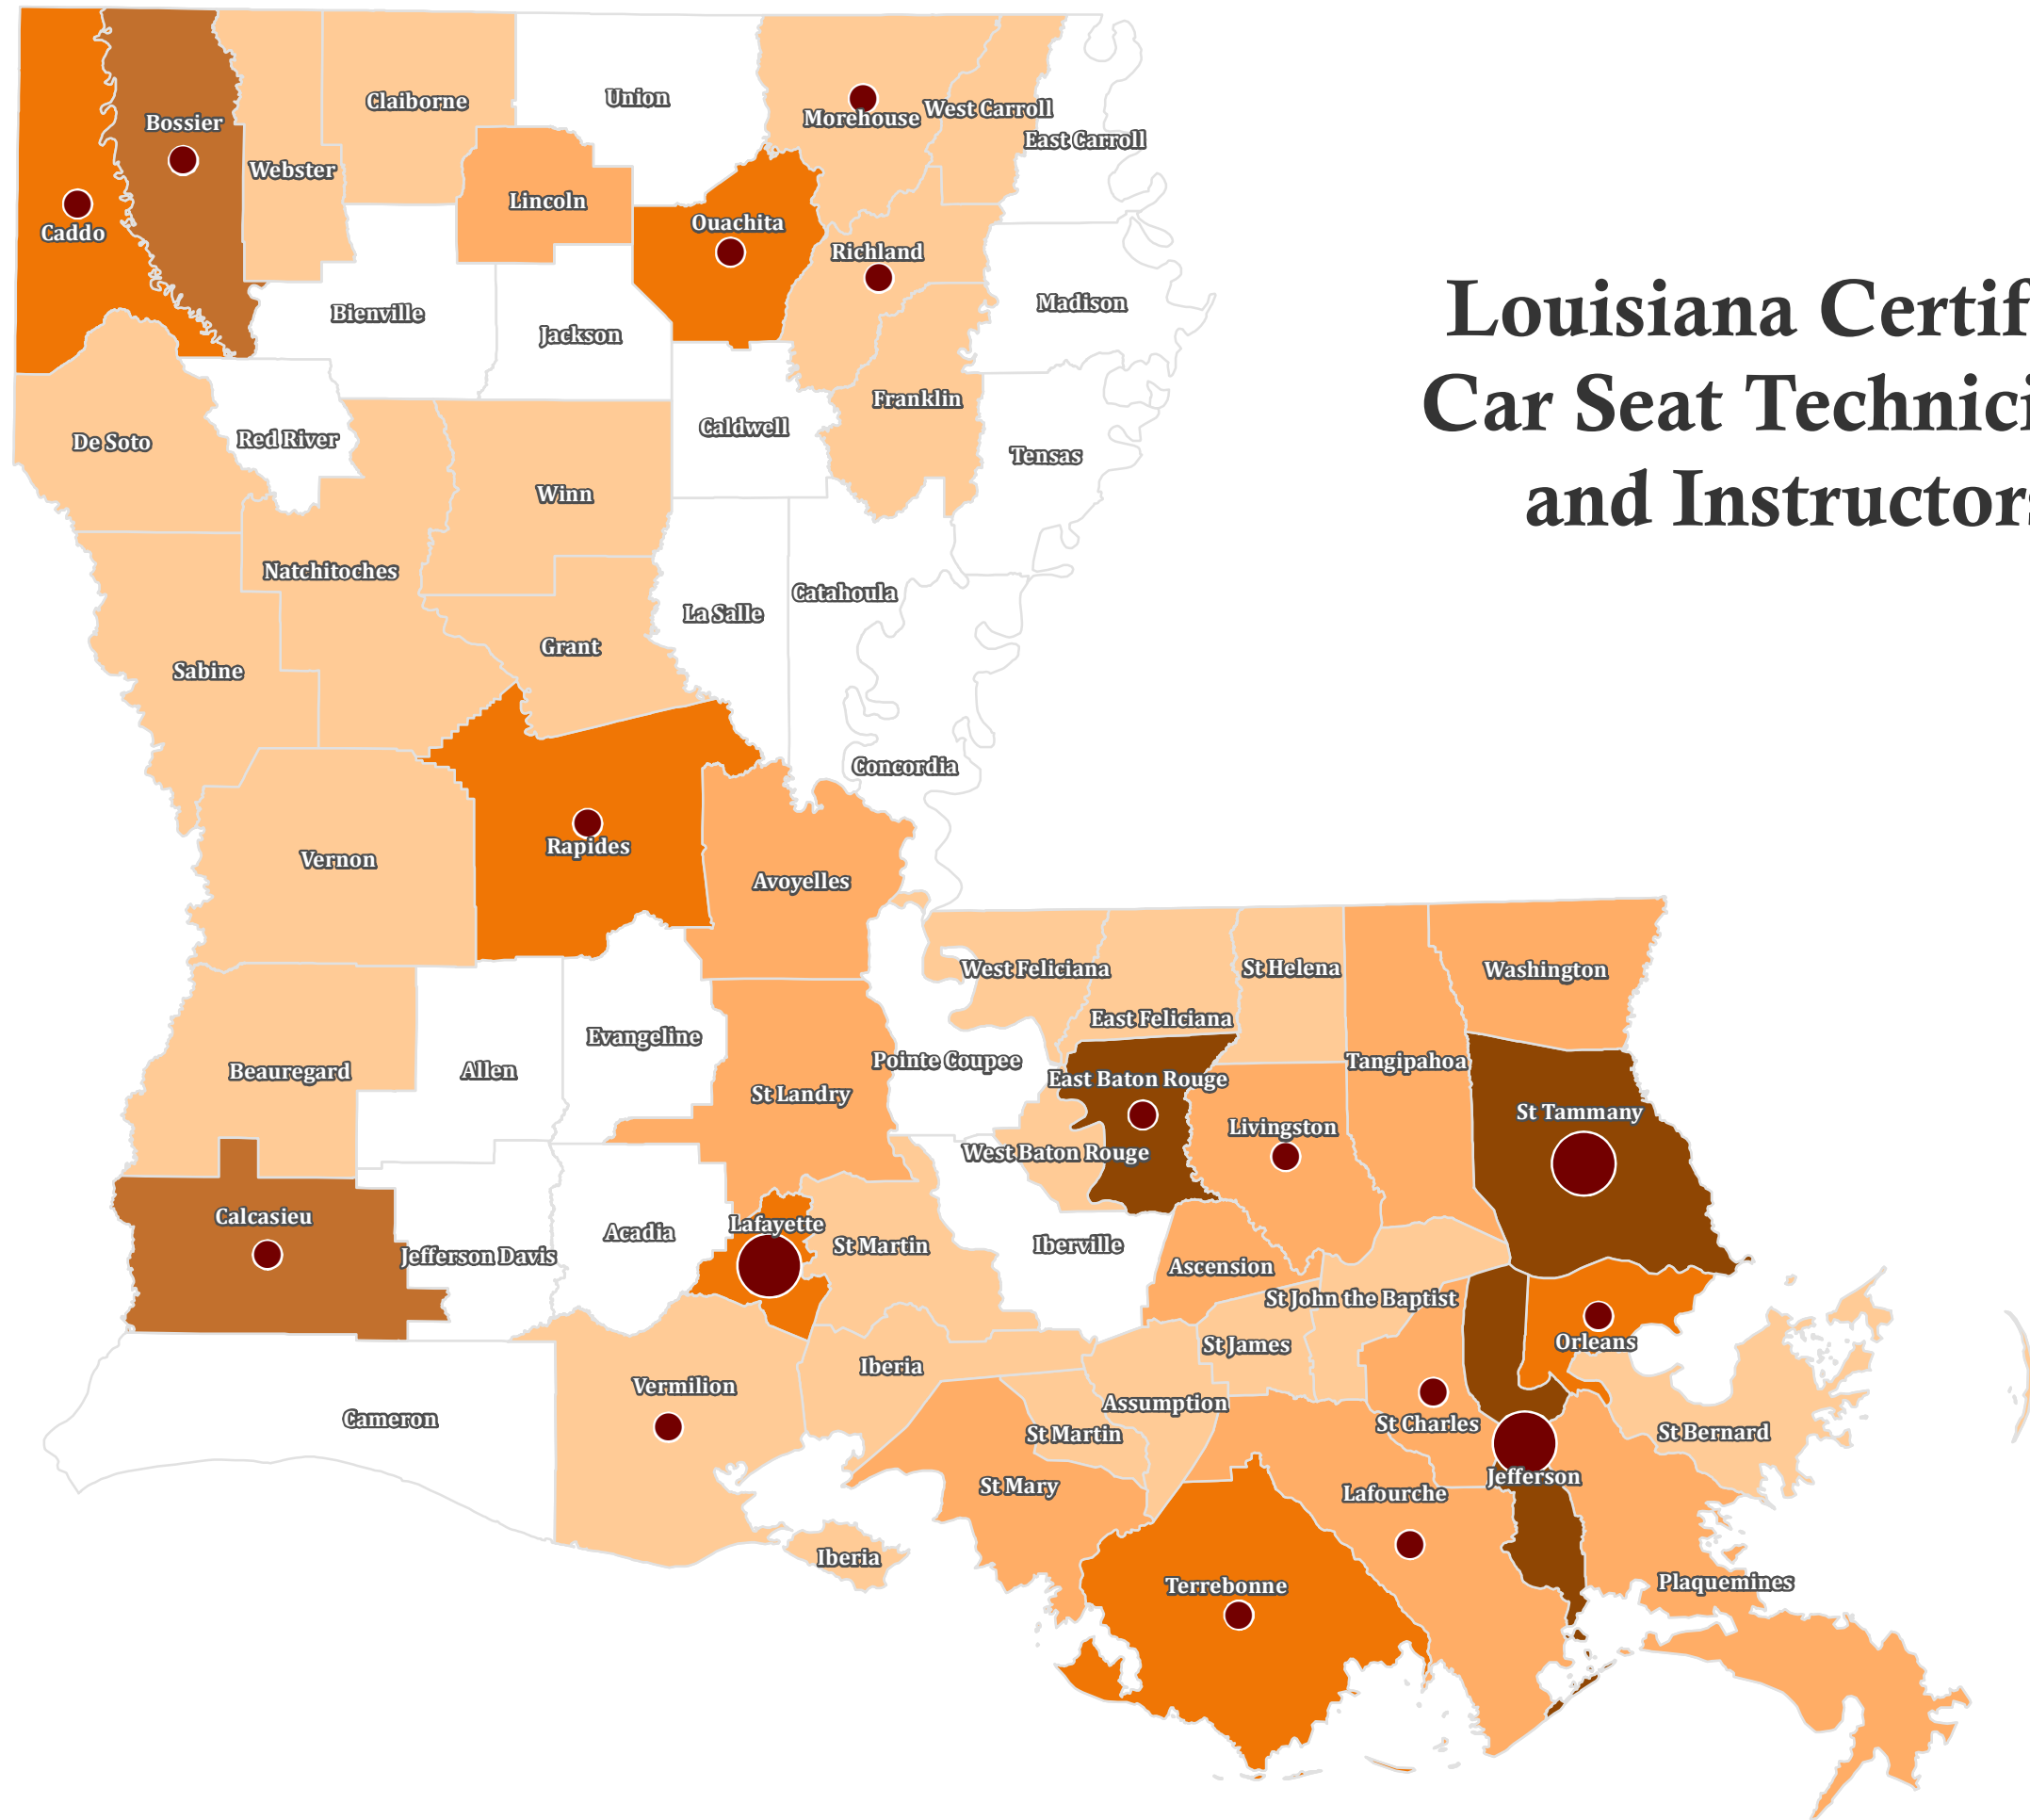 Louisiana Certif
Car Seat Technici
and Instructor
Claiborne
Union
Morehouse
West Carroll
East Carroll
Bossier
Webster
Lincoln
Ouachita
Caddo
Richland
Madison
Bienville
Jackson
Franklin
Caldwell
De Soto
Red River
Tensas
Winn
Natchitoches
Catahoula
La Salle
Grant
Sabine
Concordia
Rapides
Vernon
Avoyelles
West Feliciana
St Helena
Washington
East Feliciana
Evangeline
Pointe Coupee
Tangipahoa
Beauregard
Allen
East Baton Rouge
St Landry
St Tammany
Livingston
West Baton Rouge
Calcasieu
Lafayette
Acadia
St Martin
Iberville
Jefferson Davis
Ascension
St John the Baptist
Orleans
St James
Iberia
Vermilion
Assumption
Cameron
St Charles
St Martin
St Bernard
Jefferson
St Mary
Lafourche
Iberia
Terrebonne
Plaquemines